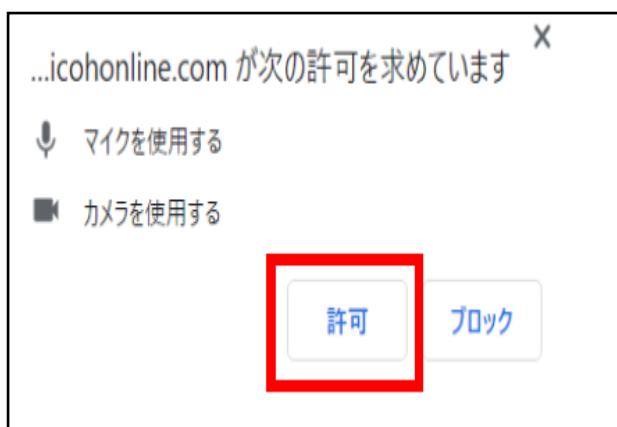 ...icohonline.com が次の許可を求めています
マイクを使用する
カメラを使用する
許可 ブロック